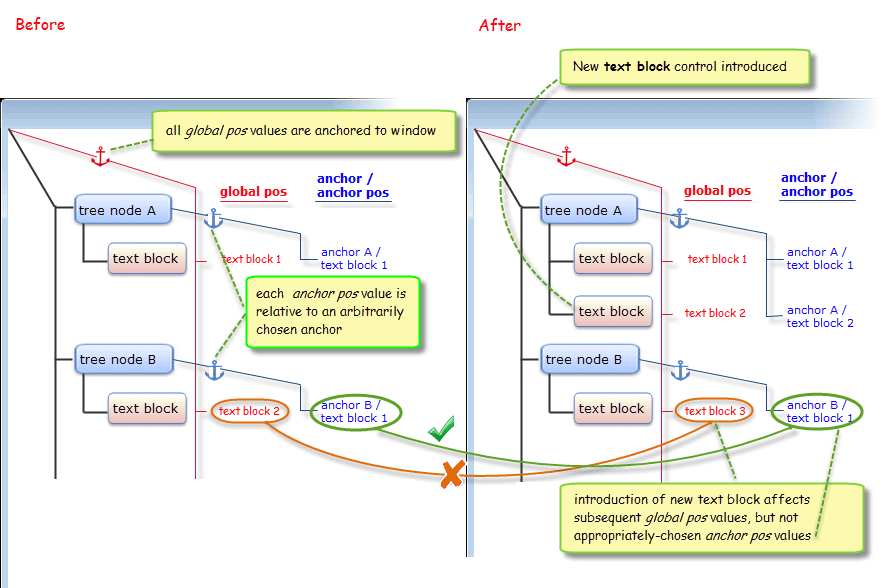 Before
all global pos values are anchored to window
global pos
anchor /
anchor pos
tree node A
text block
text block 1
anchor A /
text block 1
each anchor pos value is
relative to an arbitrarily
chosen anchor
tree node B
text block
text block 2
anchor B /
text block 1
After
New text block control introduced
global pos
anchor /
anchor pos
tree node A
text block
text block 1
anchor A /
text block 1
text block
text block 2
anchor A /
text block 2
tree node B
text block
text block 3
anchor B /
text block 1
introduction of new text block affects
subsequent global pos values, but not
appropriately-chosen anchor pos values